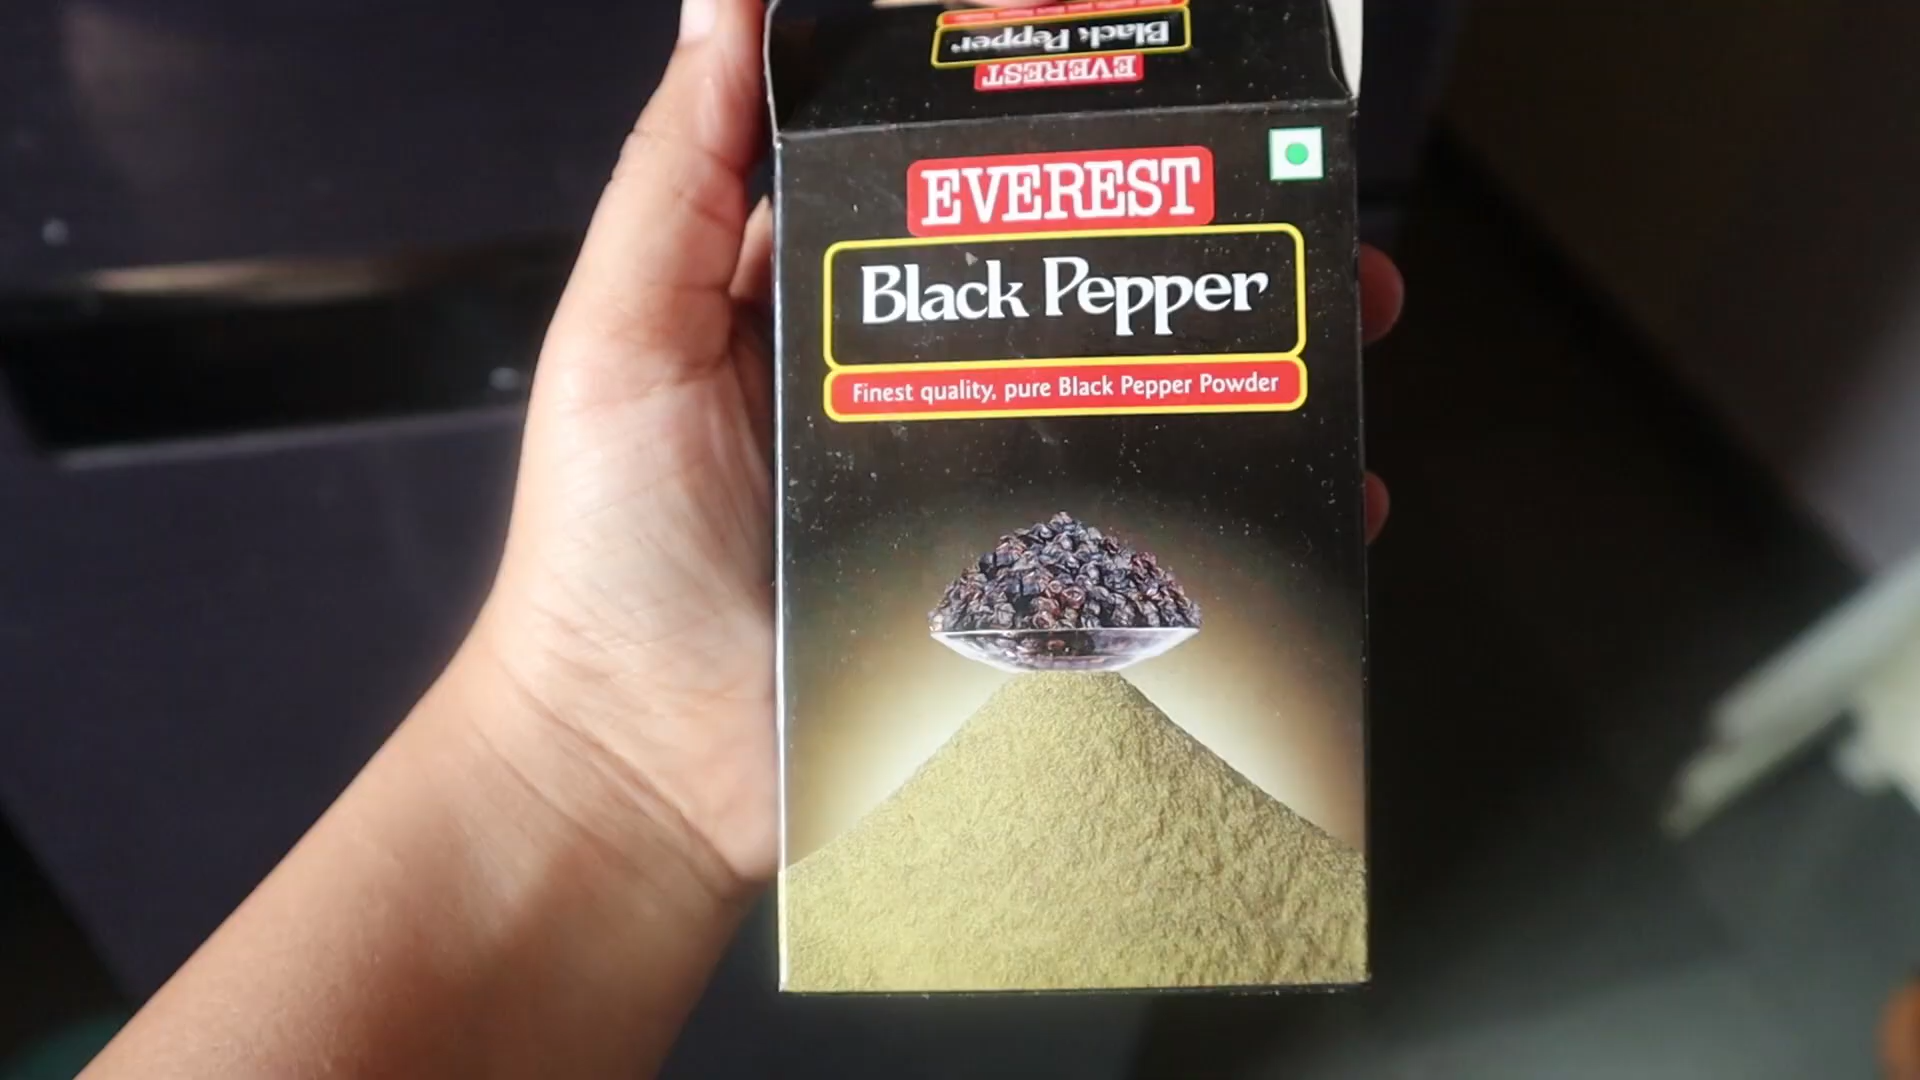 Black Pepper
EVEREST
EVEREST
Black Pepper
Finest quality, pure Black Pepper Powder